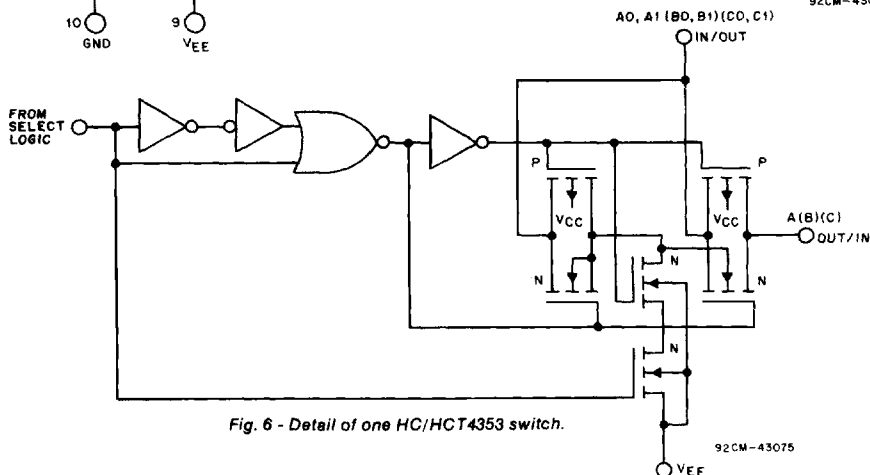 92CM-430
10 9
GND VEE
A0, A1 (B0, B1)(C0, C1)
IN/OUT
FROM
SELECT
LOGIC
P P
VCC VCC
A(B)(C)
OUT/IN
N N N
N
Fig. 6 - Detail of one HC/HCT4353 switch.
92CM-43075
VEE